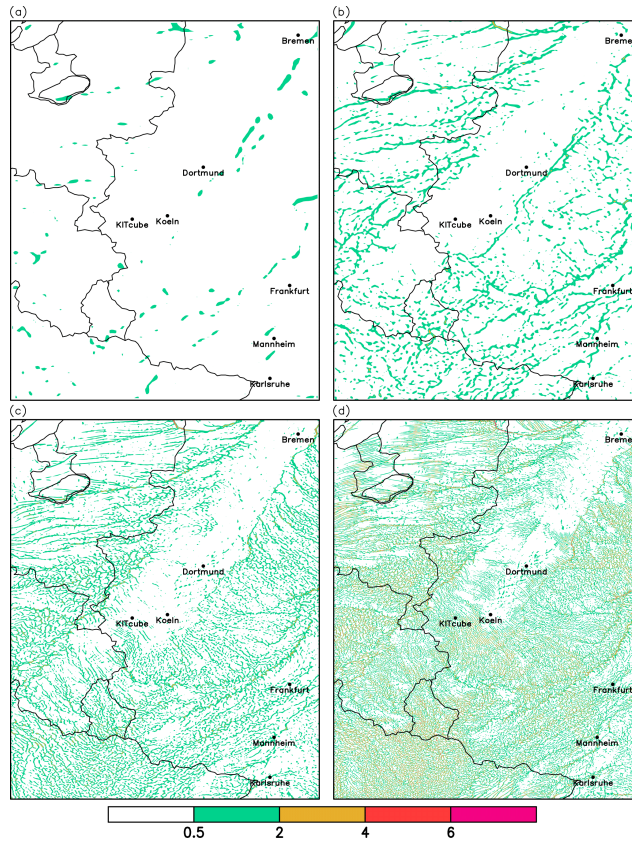 (a)
Bremen
Dortmund
KITcube
Koeln
Frankfurt
Mannheim
Karlsruhe
(b)
Bremen
Dortmund
KITcube
Koeln
Frankfurt
Mannheim
Karlsruhe
(c)
Bremen
Dortmund
KITcube
Koeln
Frankfurt
Mannheim
Karlsruhe
(d)
Bremen
Dortmund
KITcube
Koeln
Frankfurt
Mannheim
Karlsruhe
0.5 2 4 6